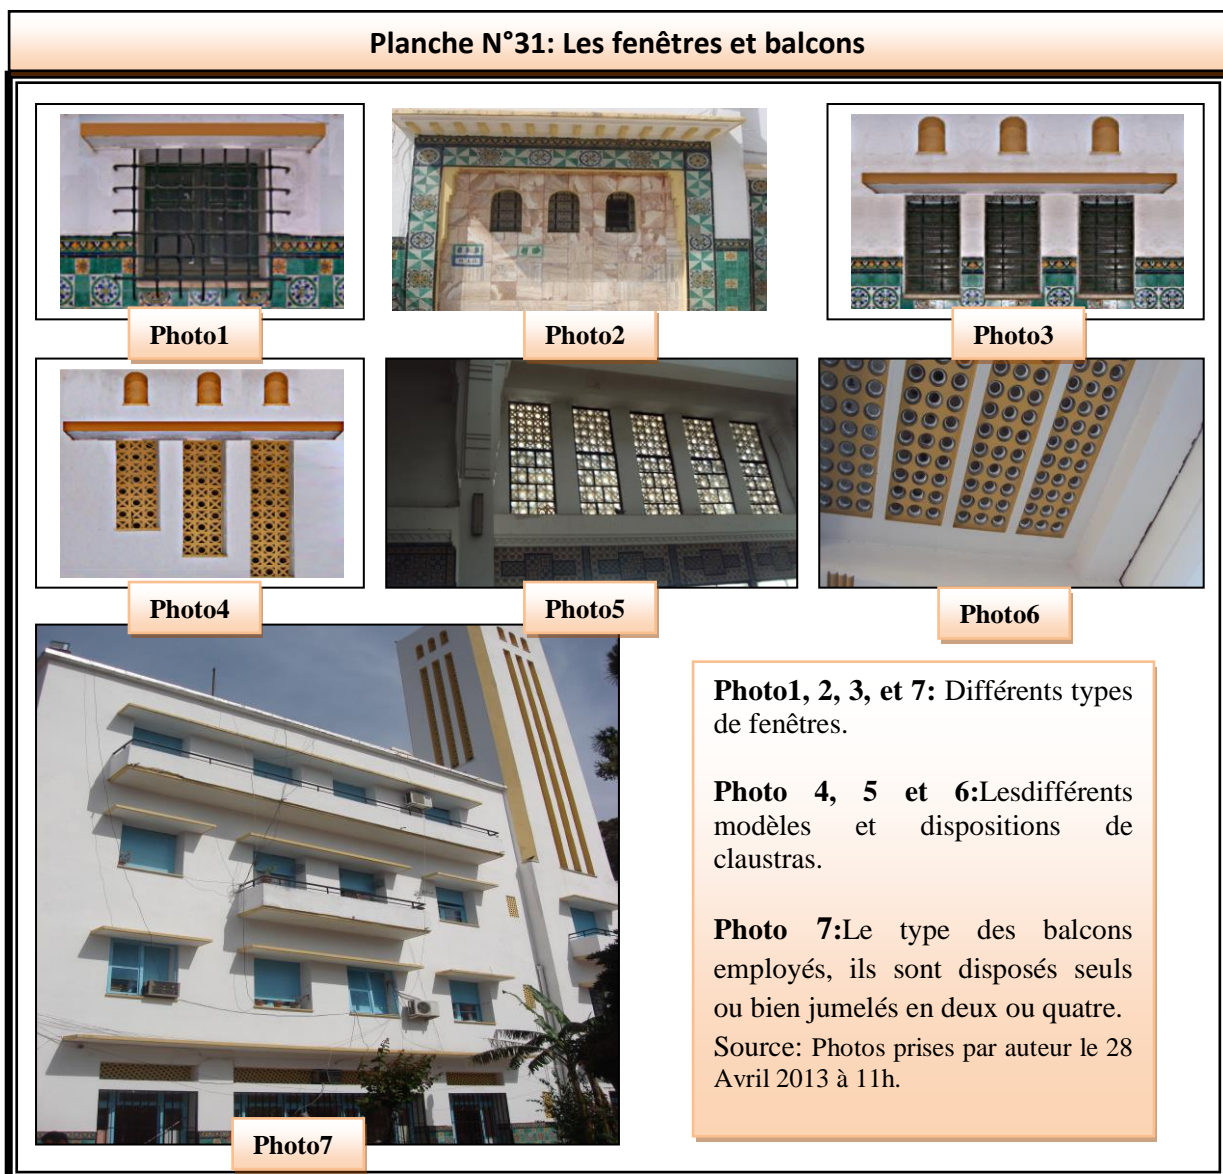 Planche N°31: Les fenêtres et balcons
Photo1
Photo2
Photo3
Photo4
Photo5
Photo6
Photo7
Photo1, 2, 3, et 7: Différents types
de fenêtres.
Photo 4, 5 et 6:Lesdifférents
modèles et dispositions de
claustras.
Photo 7:Le type des balcons
employés, ils sont disposés seuls
ou bien jumelés en deux ou quatre.
Source: Photos prises par auteur le 28
Avril 2013 à 11h.